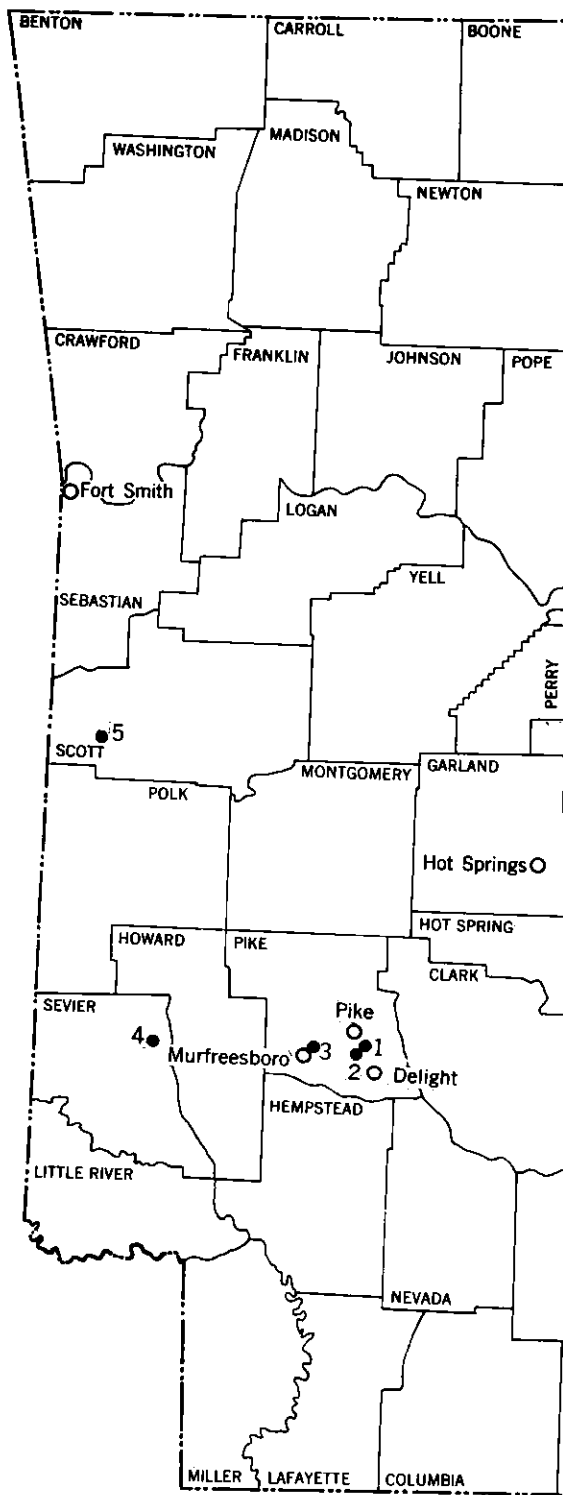 BENTON
CARROLL
BOONE
WASHINGTON
MADISON
NEWTON
CRAWFORD
FRANKLIN
JOHNSON
POPE
Fort Smith
LOGAN
YELL
SEBASTIAN
PERRY
5
SCOTT
MONTGOMERY
GARLAND
POLK
Hot Springs
HOT SPRING
HOWARD
PIKE
CLARK
SEVIER
Pike
4
Murfreesboro
3
1
2
Delight
HEMPSTEAD
LITTLE RIVER
NEVADA
MILLER
LAFAYETTE
COLUMBIA